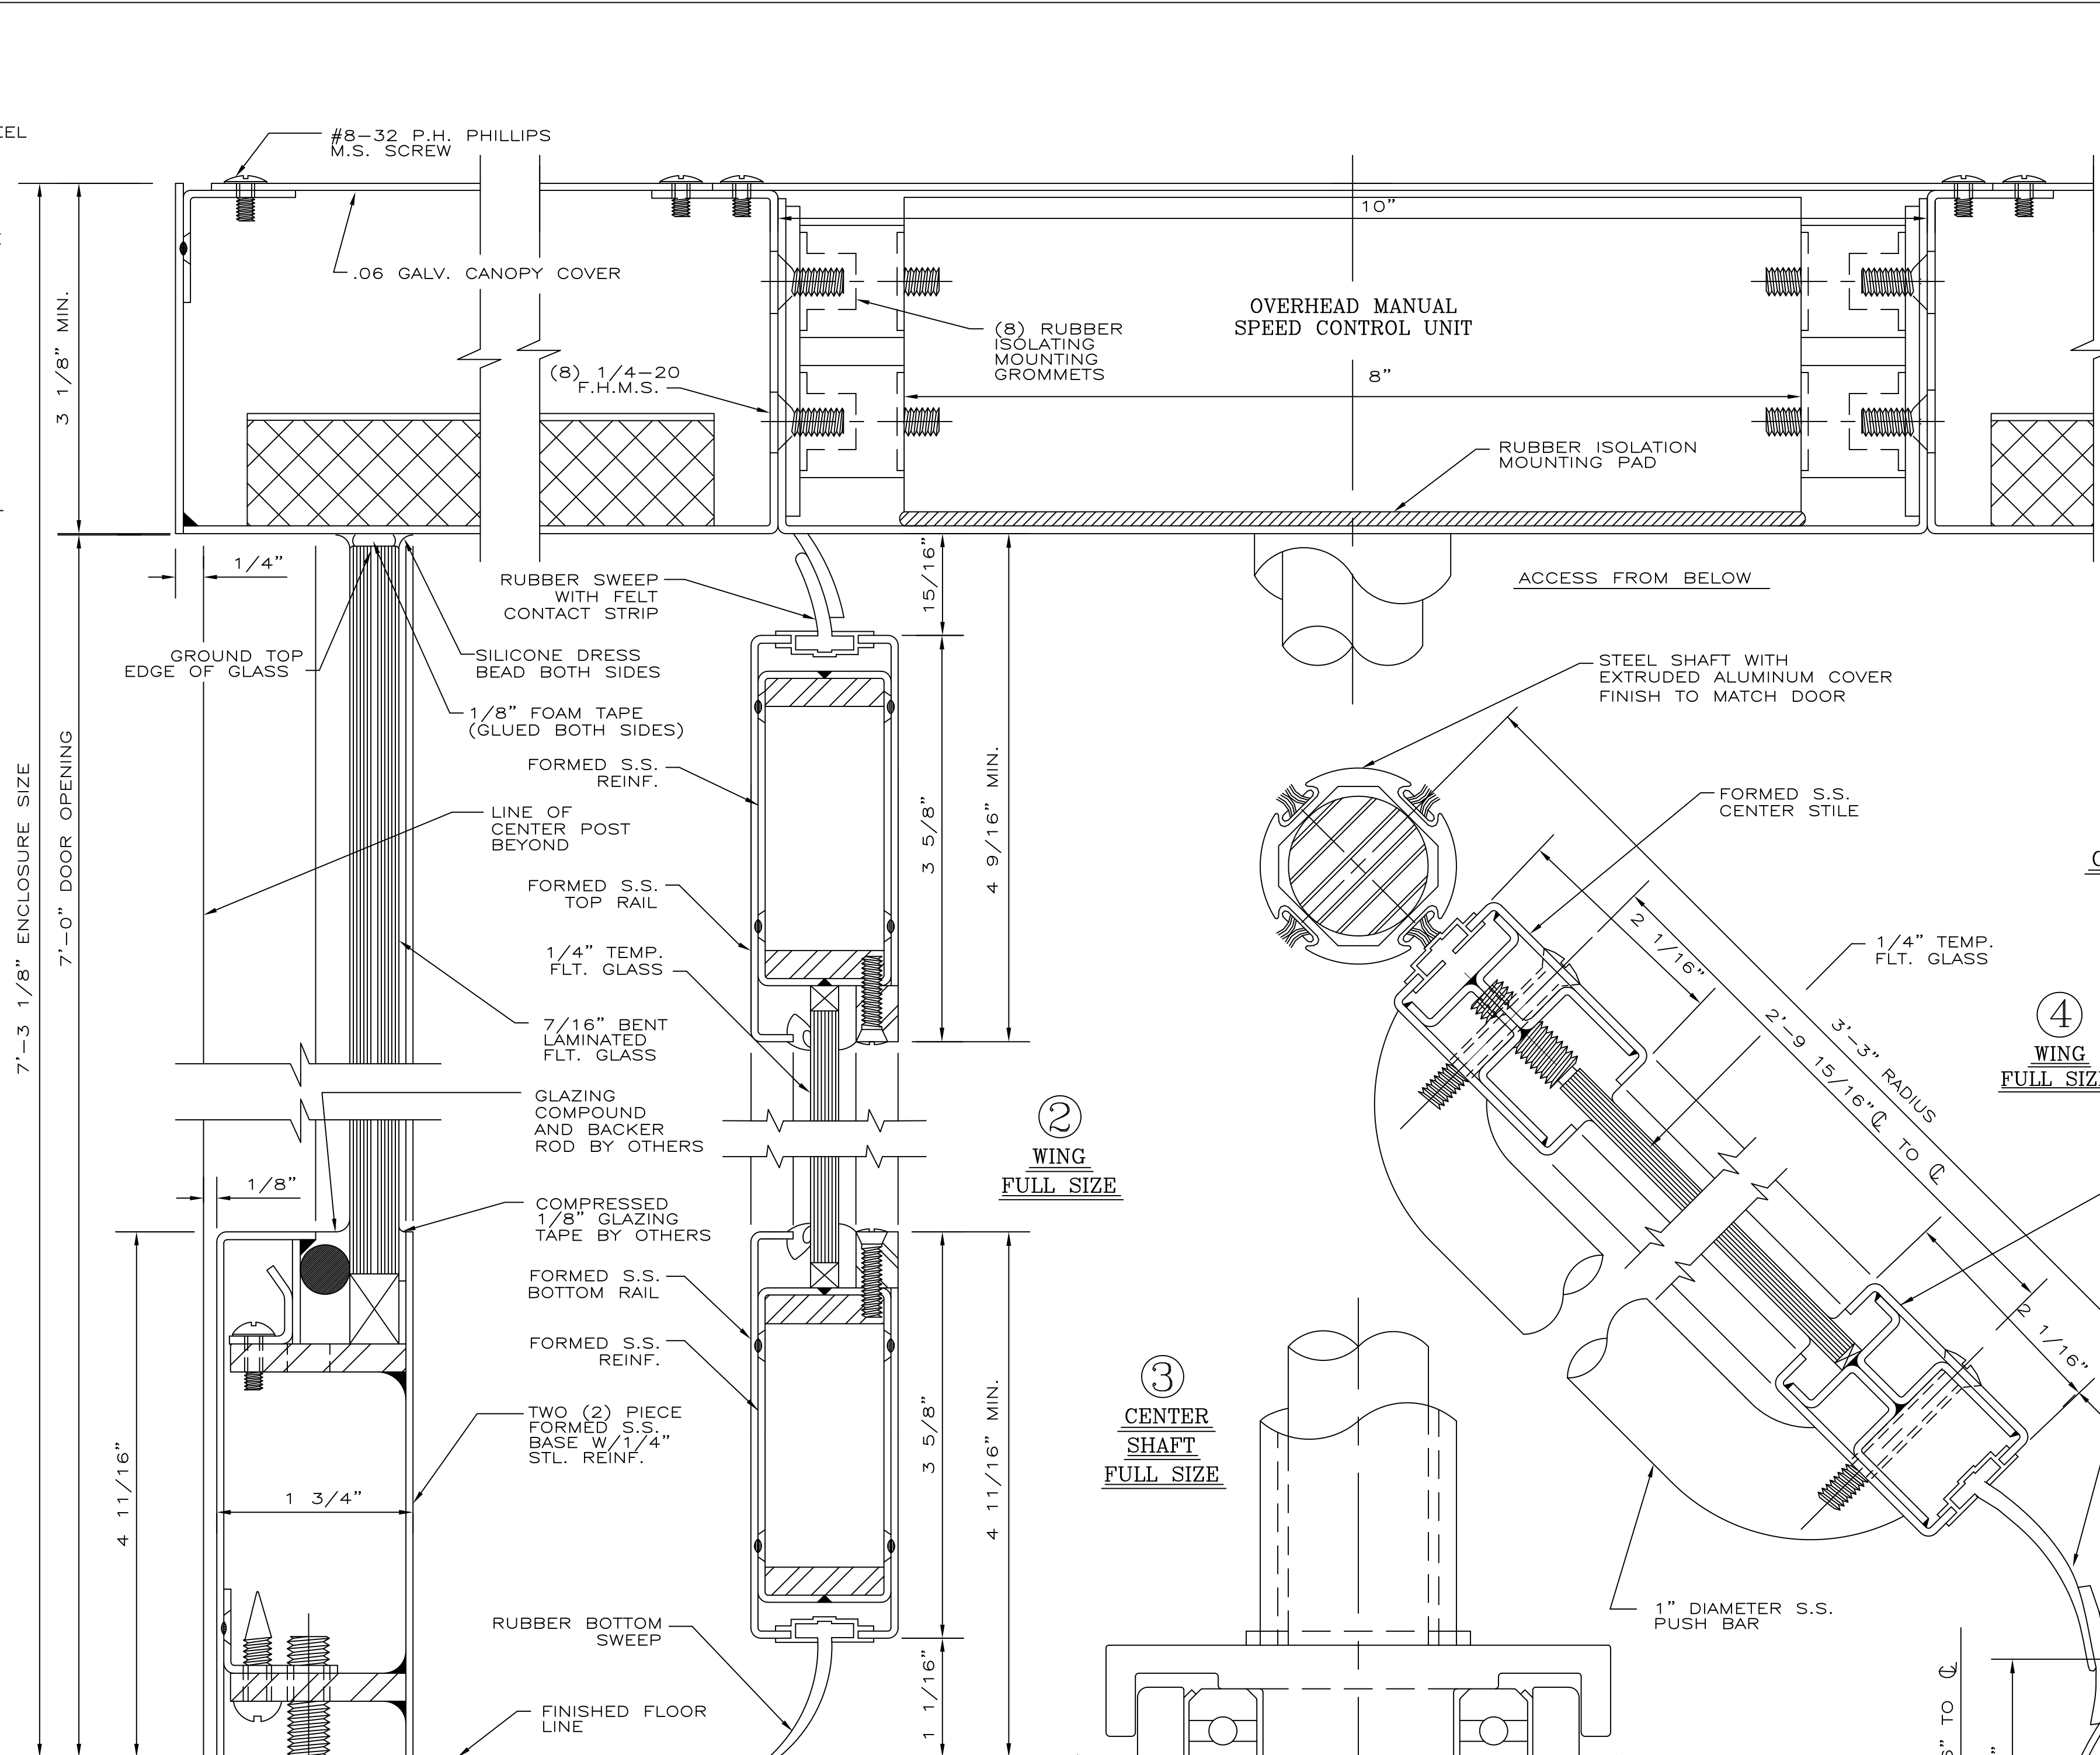 EEL
#8-32 P.H. PHILLIPS
M.S. SCREW
.06 GALV. CANOPY COVER
3 1/8" MIN.
(8) 1/4-20
F.H.M.S.
10"
(8) RUBBER
ISOLATING
MOUNTING
GROMMETS
OVERHEAD MANUAL
SPEED CONTROL UNIT
8"
RUBBER ISOLATION
MOUNTING PAD
ACCESS FROM BELOW
1/4"
RUBBER SWEEP
WITH FELT
CONTACT STRIP
15/16"
GROUND TOP
EDGE OF GLASS
SILICONE DRESS
BEAD BOTH SIDES
1/8" FOAM TAPE
(GLUED BOTH SIDES)
STEEL SHAFT WITH
EXTRUDED ALUMINUM COVER
FINISH TO MATCH DOOR
FORMED S.S.
REINF.
FORMED S.S.
CENTER STILE
LINE OF
CENTER POST
BEYOND
7'-3 1/8" ENCLOSURE SIZE
7'-0" DOOR OPENING
3 5/8"
4 9/16" MIN.
FORMED S.S.
TOP RAIL
1/4" TEMP.
FLT. GLASS
2 1/16"
1/4" TEMP.
FLT. GLASS
7/16" BENT
LAMINATED
FLT. GLASS
2'-9 15/16" ℄ TO ℄
3'-3" RADIUS
4
WING
FULL SIZ
GLAZING
COMPOUND
AND BACKER
ROD BY OTHERS
2
WING
FULL SIZE
1/8"
COMPRESSED
1/8" GLAZING
TAPE BY OTHERS
FORMED S.S.
BOTTOM RAIL
FORMED S.S.
REINF.
2 1/16"
3
CENTER
SHAFT
FULL SIZE
TWO (2) PIECE
FORMED S.S.
BASE W/1/4"
STL. REINF.
4 11/16"
1 3/4"
3 5/8"
4 11/16" MIN.
1" DIAMETER S.S.
PUSH BAR
RUBBER BOTTOM
SWEEP
1 1/16"
FINISHED FLOOR
LINE
" TO ℄